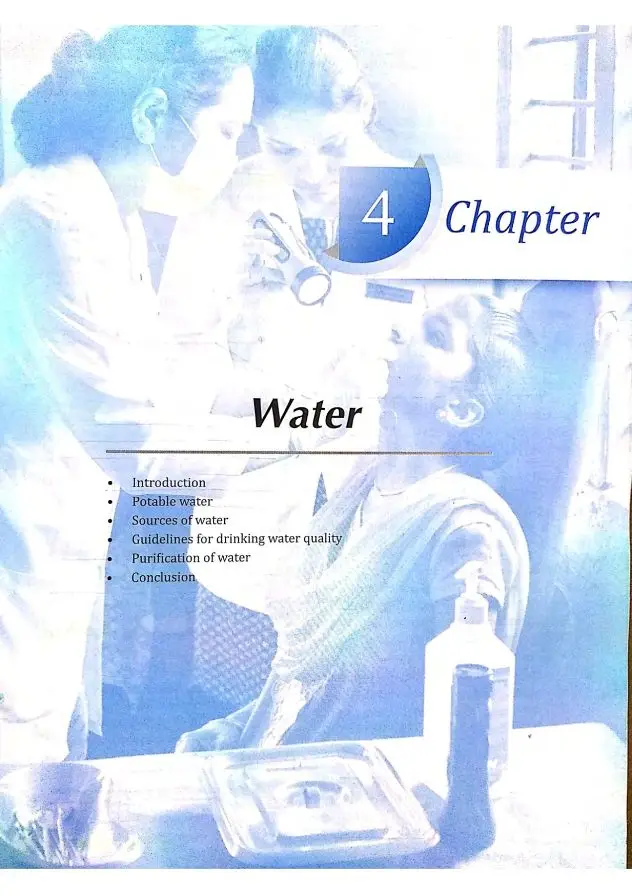 4 Chapter
Water
• Introduction
• Potable water
• Sources of water
• Guidelines for drinking water quality
• Purification of water
• Conclusion